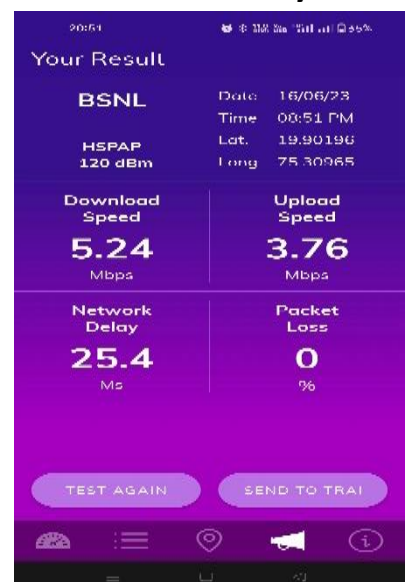 20:51
Your Result
BSNL
HSPAP
120 dBm
Date 16/06/23
Time 08:51 PM
Lat. 19.90196
Long 75.30965
Download Speed
5.24
Mbps
Upload Speed
3.76
Mbps
Network Delay
25.4
Ms
Packet Loss
0
%
TEST AGAIN
SEND TO TRAI